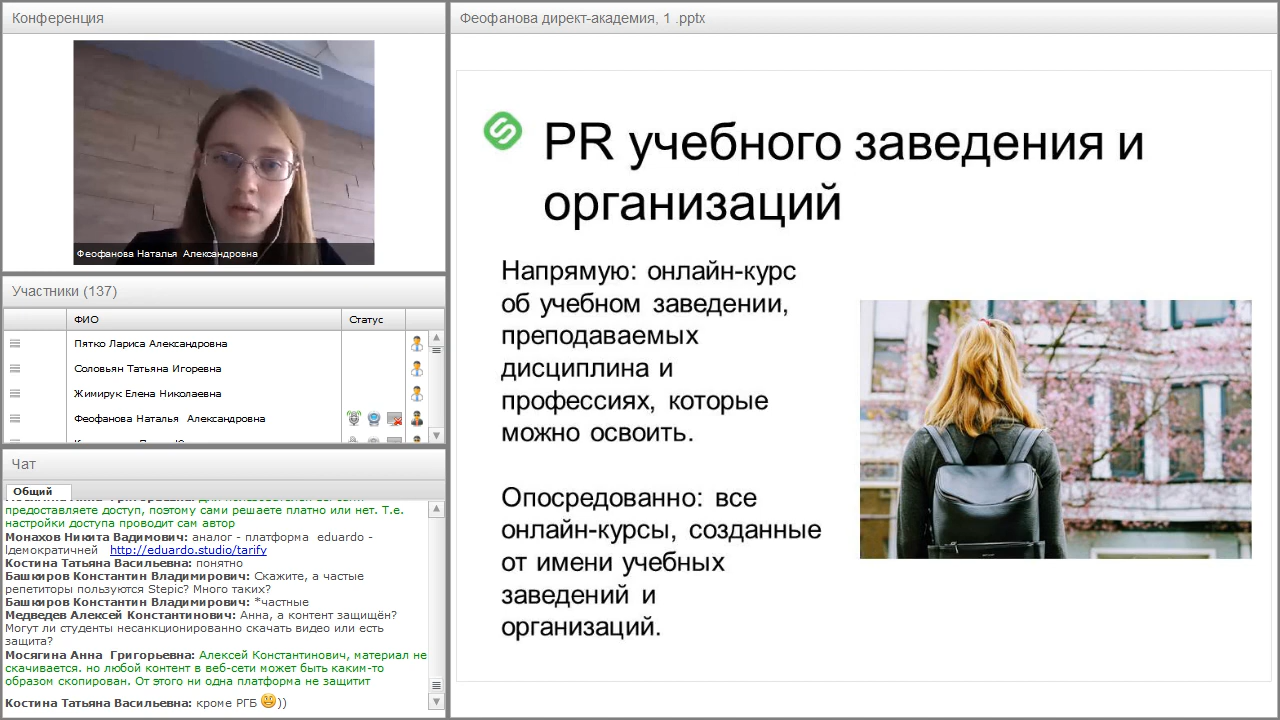 Конференция
Феофанова Наталья Александровна
Участники (137)
ФИО
Статус
Пятко Лариса Александровна
Соловьян Татьяна Игоревна
Жимирук Елена Николаевна
Феофанова Наталья Александровна
Чат
Общий
предоставляете доступ, поэтому сами решаете платно или нет. Т.е.
настройки доступа проводит сам автор
Монахов Никита Вадимович: аналог - платформа eduardo -
Iдемократичней http://eduardo.studio/tarify
Костина Татьяна Васильевна: понятно
Башкиров Константин Владимирович: Скажите, а частые
репетиторы пользуются Stepic? Много таких?
Башкиров Константин Владимирович: *частные
Медведев Алексей Константинович: Анна, а контент защищён?
Могут ли студенты несанкционированно скачать видео или есть
защита?
Мосягина Анна Григорьевна: Алексей Константинович, материал не
скачивается. но любой контент в веб-сети может быть каким-то
образом скопирован. От этого ни одна платформа не защитит
Костина Татьяна Васильевна: кроме РГБ ))
Феофанова директ-академия, 1 .pptx
PR учебного заведения и
организаций
Напрямую: онлайн-курс
об учебном заведении,
преподаваемых
дисциплина и
профессиях, которые
можно освоить.
Опосредованно: все
онлайн-курсы, созданные
от имени учебных
заведений и
организаций.